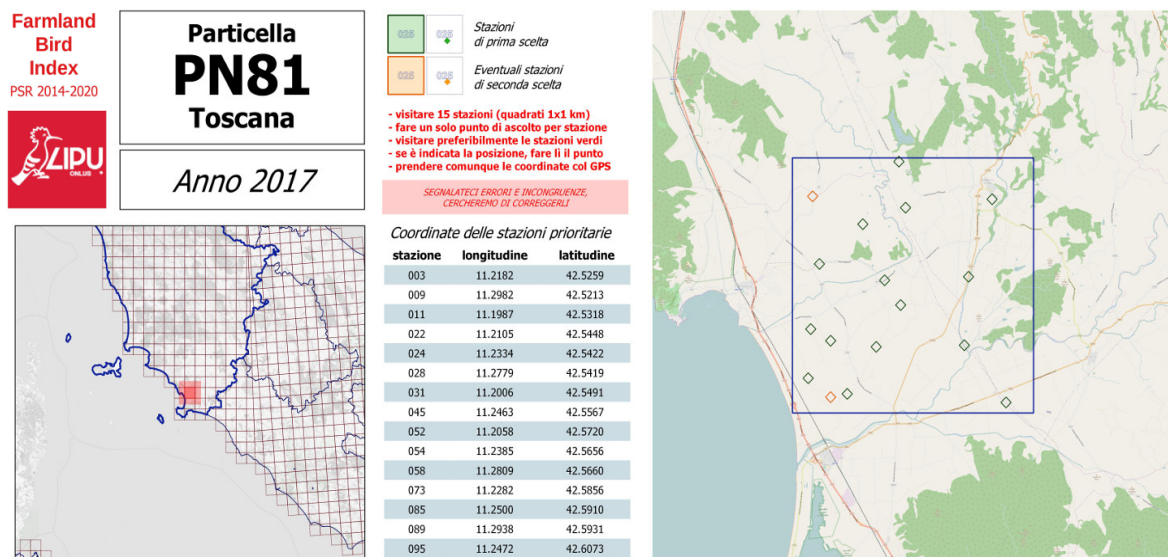 Farmland
Bird
Index
PSR 2014-2020
LIPU
ONLUS
Particella
PN81
Toscana
Anno 2017
025
025
Stazioni
di prima scelta
025
025
Eventuali stazioni
di seconda scelta
- visitare 15 stazioni (quadrati 1x1 km)
- fare un solo punto di ascolto per stazione
- visitare preferibilmente le stazioni verdi
- se è indicata la posizione, fare lì il punto
- prendere comunque le coordinate col GPS
SEGNALATECI ERRORI E INCONGRUENZE,
CERCHEREMO DI CORREGGERLI
Coordinate delle stazioni prioritarie
stazione longitudine latitudine
003 11.2182 42.5259
009 11.2982 42.5213
011 11.1987 42.5318
022 11.2105 42.5448
024 11.2334 42.5422
028 11.2779 42.5419
031 11.2006 42.5491
045 11.2463 42.5567
052 11.2058 42.5720
054 11.2385 42.5656
058 11.2809 42.5660
073 11.2282 42.5856
085 11.2500 42.5910
089 11.2938 42.5931
095 11.2472 42.6073